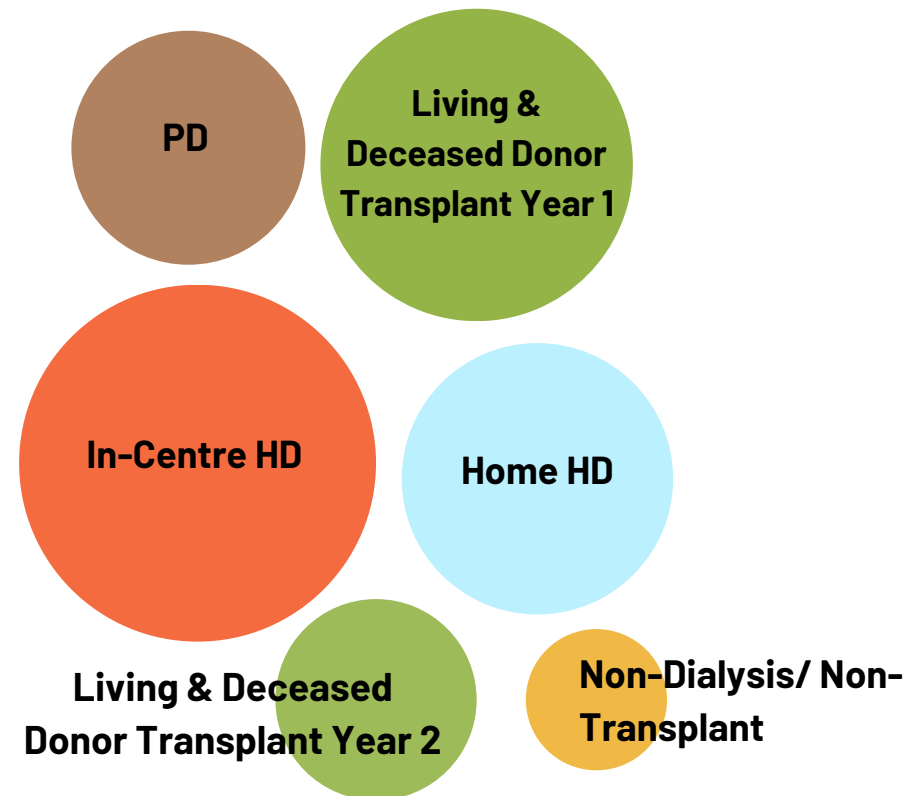 PD
Living &
Deceased Donor
Transplant Year 1
In-Centre HD
Home HD
Living & Deceased
Donor Transplant Year 2
Non-Dialysis/ Non-
Transplant